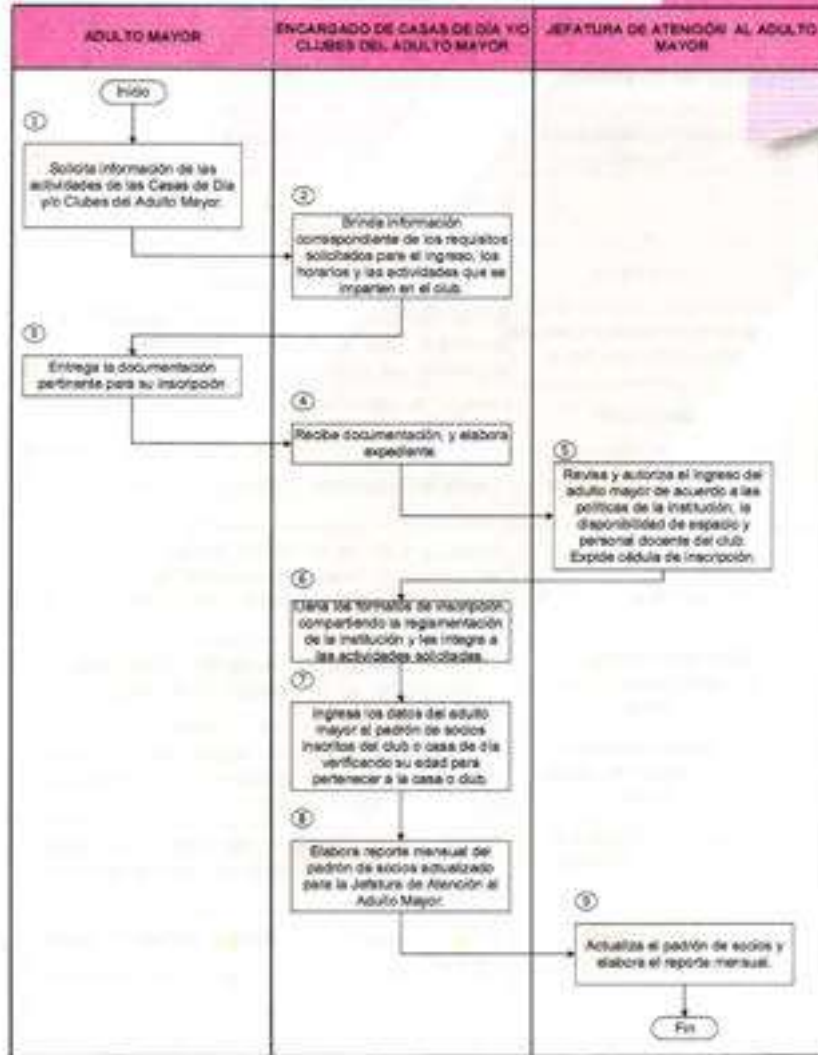 ADULTO MAYOR
ENCARGADO DE CASAS DE DÍA Y/O
CLUBES DEL ADULTO MAYOR
JEFATURA DE ATENCIÓN AL ADULTO
MAYOR
Inicio
1
Solicita información de las
actividades de las Casas de Día
y/o Clubes del Adulto Mayor.
2
Brinda información
correspondiente de los requisitos
solicitados para el ingreso, los
horarios y las actividades que se
imparten en el club.
3
Entrega la documentación
pertinente para su inscripción
4
Recibe documentación, y elabora
expediente.
5
Revisa y autoriza el ingreso del
adulto mayor de acuerdo a las
políticas de la institución, la
disponibilidad de espacio y
personal docente del club.
Expide cédula de inscripción.
6
Llena los formatos de inscripción,
compartiendo la reglamentación
de la institución y les integra a
las actividades solicitadas.
7
Ingresa los datos del adulto
mayor al padrón de socios
inscritos del club o casa de día
verificando su edad para
pertenecer a la casa o club.
8
Elabora reporte mensual del
padrón de socios actualizado
para la Jefatura de Atención al
Adulto Mayor.
9
Actualiza el padrón de socios y
elabora el reporte mensual.
Fin